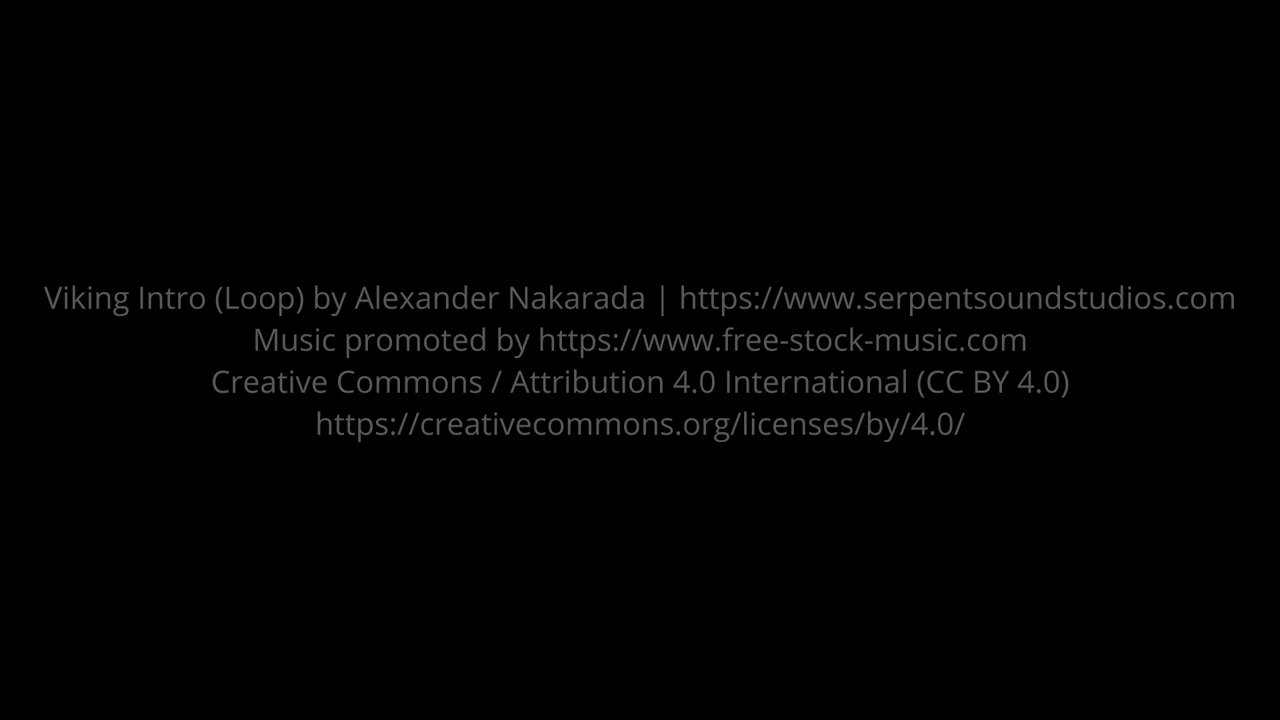 Viking Intro (Loop) by Alexander Nakarada | https://www.serpentsoundstudios.com
Music promoted by https://www.free-stock-music.com
Creative Commons / Attribution 4.0 International (CC BY 4.0)
https://creativecommons.org/licenses/by/4.0/